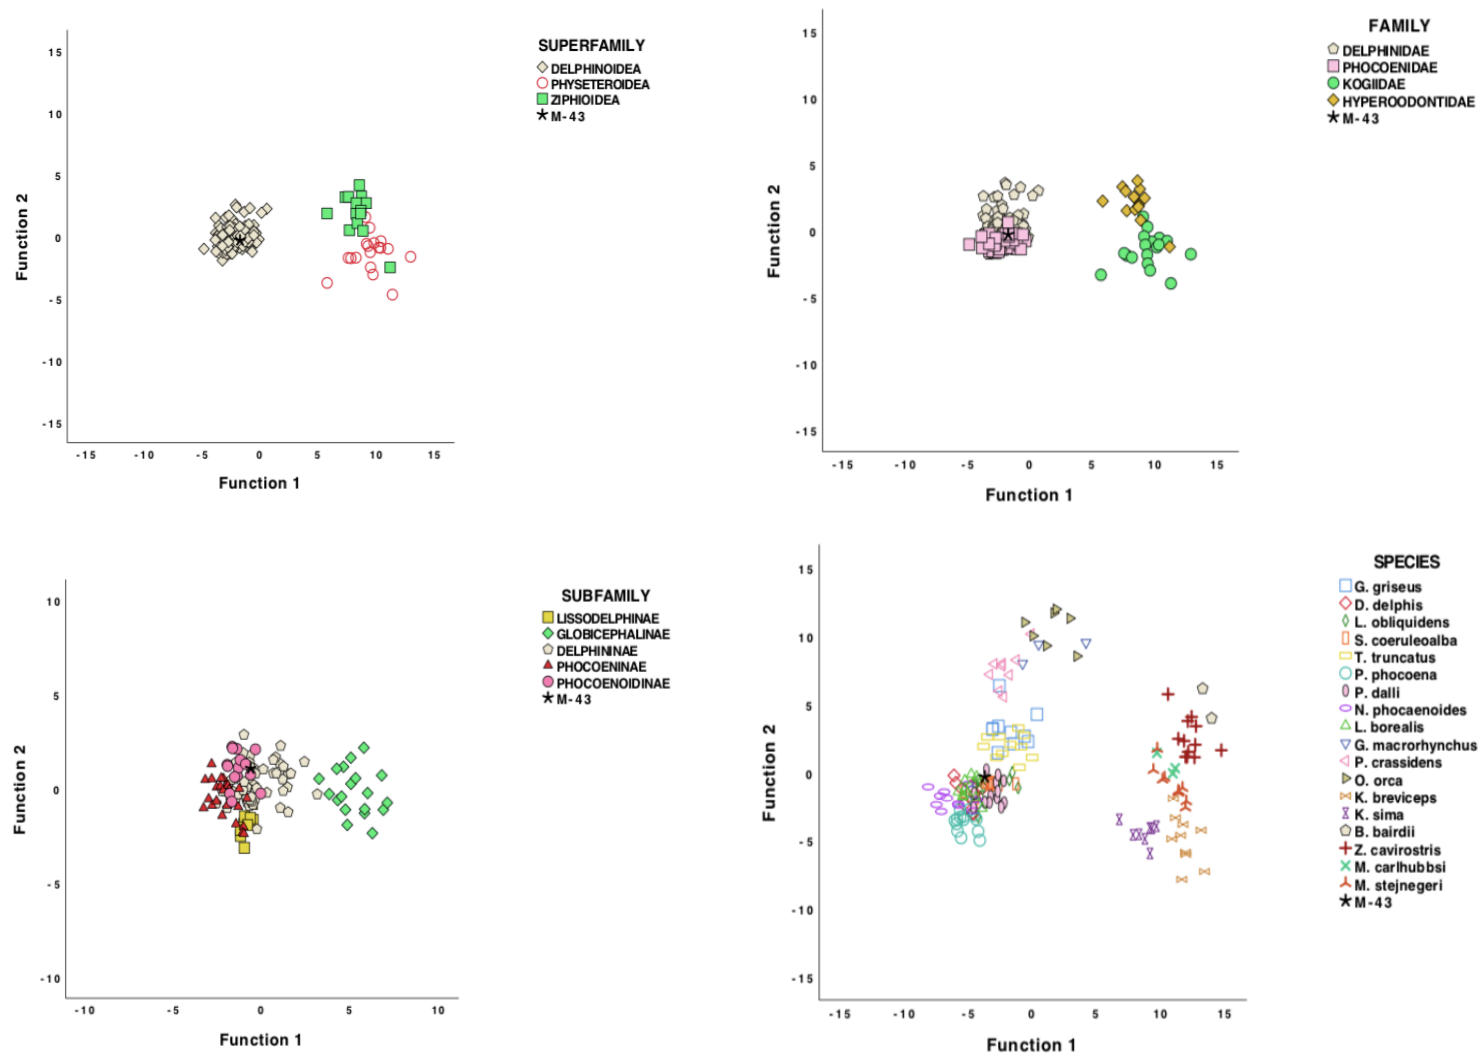 SUPERFAMILY
DELPHINOIDEA
PHYSETEROIDEA
ZIPHIOIDEA
M-43
15
10
5
0
-5
-10
-15
Function 2
-15
-10
-5
0
5
10
15
Function 1
FAMILY
DELPHINIDAE
PHOCOENIDAE
KOGIIDAE
HYPEROODONTIDAE
M-43
15
10
5
0
-5
-10
-15
Function 2
-15
-10
-5
0
5
10
15
Function 1
SUBFAMILY
LISSODELPHINAE
GLOBICEPHALINAE
DELPHININAE
PHOCOENINAE
PHOCOENOIDINAE
M-43
10
5
0
-5
-10
Function 2
-10
-5
0
5
10
Function 1
SPECIES
G. griseus
D. delphis
L. obliquidens
S. coeruleoalba
T. truncatus
P. phocoena
P. dalli
N. phocaenoides
L. borealis
G. macrorhynchus
P. crassidens
O. orca
K. breviceps
K. sima
B. bairdii
Z. cavirostris
M. carlhubbsi
M. stejnegeri
M-43
15
10
5
0
-5
-10
-15
Function 2
-15
-10
-5
0
5
10
15
Function 1